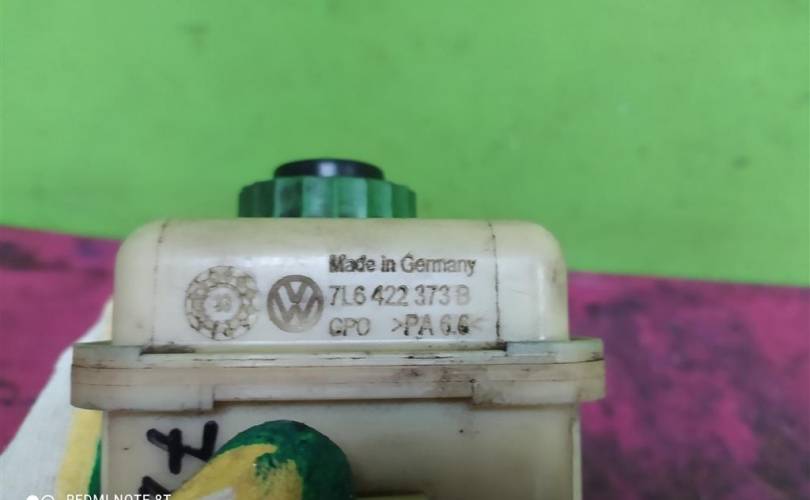 Made in Germany
7L6 422 373 B
GPO >PA 6.6<
REDMI NOTE 8T